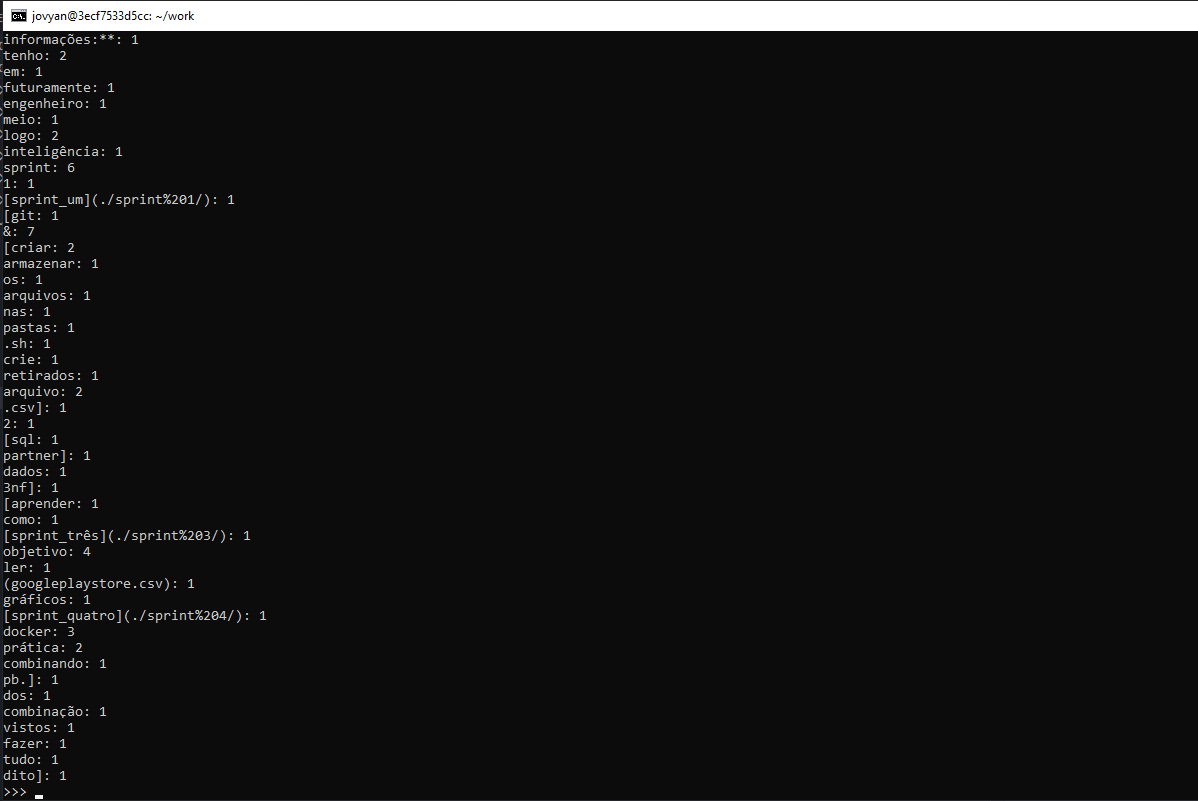 jovyan@3ecf7533d5cc: ~/work
informações:**: 1
tenho: 2
em: 1
futuramente: 1
engenheiro: 1
meio: 1
logo: 2
inteligência: 1
sprint: 6
1: 1
[sprint_um](./sprint%201/): 1
[git: 1
&: 7
[criar: 2
armazenar: 1
os: 1
arquivos: 1
nas: 1
pastas: 1
.sh: 1
crie: 1
retirados: 1
arquivo: 2
.csv]: 1
2: 1
[sql: 1
partner]: 1
dados: 1
3nf]: 1
[aprender: 1
como: 1
[sprint_três](./sprint%203/): 1
objetivo: 4
ler: 1
(googleplaystore.csv): 1
gráficos: 1
[sprint_quatro](./sprint%204/): 1
docker: 3
prática: 2
combinando: 1
pb.]: 1
dos: 1
combinação: 1
vistos: 1
fazer: 1
tudo: 1
dito]: 1
>>>